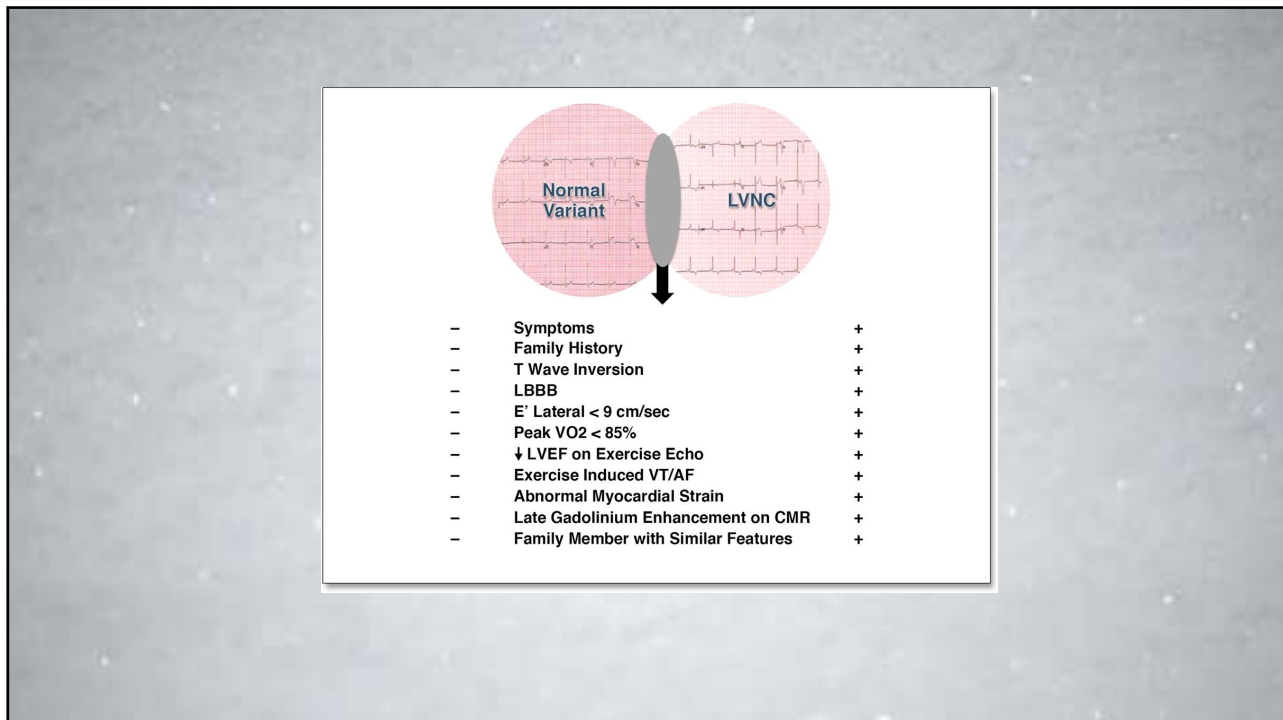 Normal
Variant
LVNC
– Symptoms +
– Family History +
– T Wave Inversion +
– LBBB +
– E’ Lateral < 9 cm/sec +
– Peak VO2 < 85% +
– ↓ LVEF on Exercise Echo +
– Exercise Induced VT/AF +
– Abnormal Myocardial Strain +
– Late Gadolinium Enhancement on CMR +
– Family Member with Similar Features +